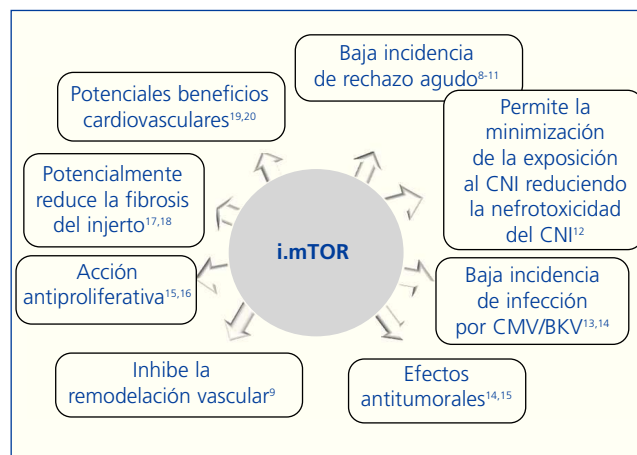 Baja incidencia
de rechazo agudo8-11
Potenciales beneficios
cardiovasculares19,20
Permite la
minimización
de la exposición
al CNI reduciendo
la nefrotoxicidad
del CNI12
Potencialmente
reduce la fibrosis
del injerto17,18
i.mTOR
Acción
antiproliferativa15,16
Baja incidencia
de infección
por CMV/BKV13,14
Inhibe la
remodelación vascular9
Efectos
antitumorales14,15